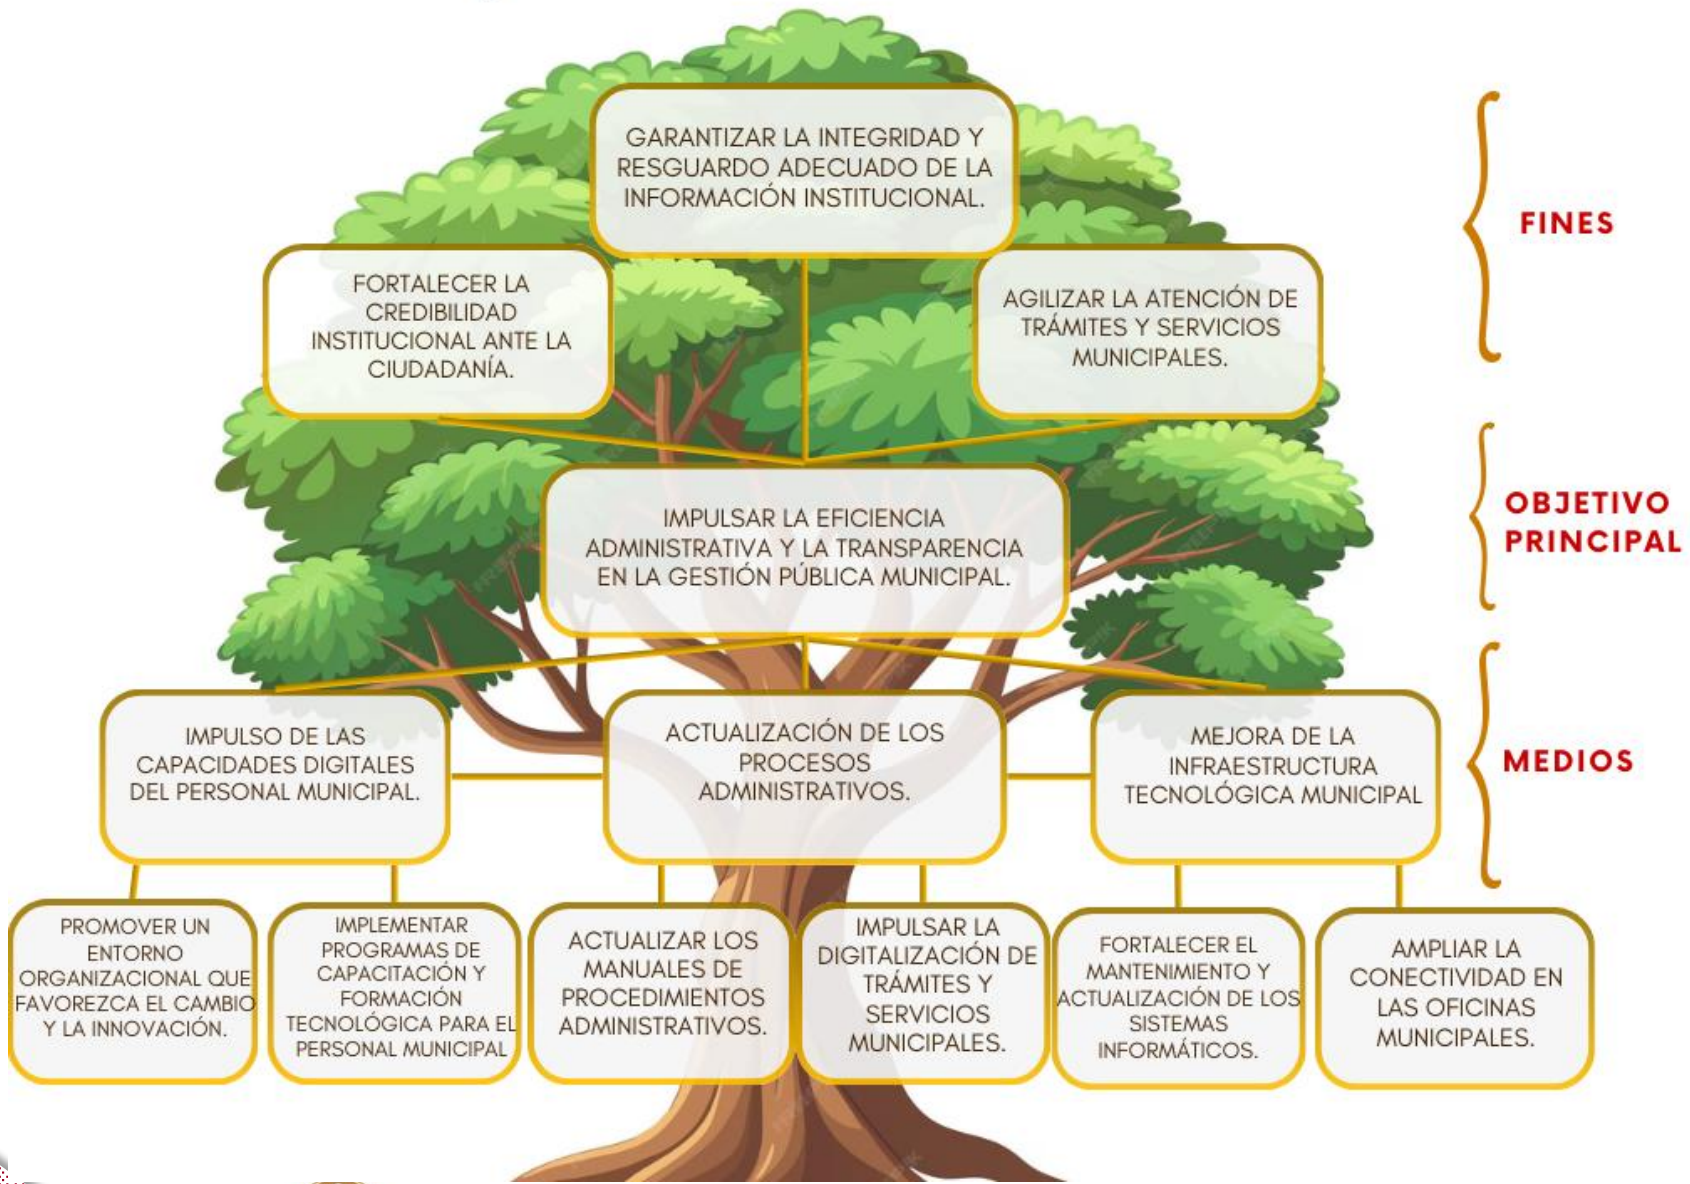 GARANTIZAR LA INTEGRIDAD Y
RESGUARDO ADECUADO DE LA
INFORMACIÓN INSTITUCIONAL.
FINES
FORTALECER LA
CREDIBILIDAD
INSTITUCIONAL ANTE LA
CIUDADANÍA.
AGILIZAR LA ATENCIÓN DE
TRÁMITES Y SERVICIOS
MUNICIPALES.
IMPULSAR LA EFICIENCIA
ADMINISTRATIVA Y LA TRANSPARENCIA
EN LA GESTIÓN PÚBLICA MUNICIPAL.
OBJETIVO
PRINCIPAL
IMPULSO DE LAS
CAPACIDADES DIGITALES
DEL PERSONAL MUNICIPAL.
ACTUALIZACIÓN DE LOS
PROCESOS
ADMINISTRATIVOS.
MEJORA DE LA
INFRAESTRUCTURA
TECNOLÓGICA MUNICIPAL
MEDIOS
PROMOVER UN
ENTORNO
ORGANIZACIONAL QUE
FAVOREZCA EL CAMBIO
Y LA INNOVACIÓN.
IMPLEMENTAR
PROGRAMAS DE
CAPACITACIÓN Y
FORMACIÓN
TECNOLÓGICA PARA EL
PERSONAL MUNICIPAL
ACTUALIZAR LOS
MANUALES DE
PROCEDIMIENTOS
ADMINISTRATIVOS.
IMPULSAR LA
DIGITALIZACIÓN DE
TRÁMITES Y
SERVICIOS
MUNICIPALES.
FORTALECER EL
MANTENIMIENTO Y
ACTUALIZACIÓN DE LOS
SISTEMAS
INFORMÁTICOS.
AMPLIAR LA
CONECTIVIDAD EN
LAS OFICINAS
MUNICIPALES.